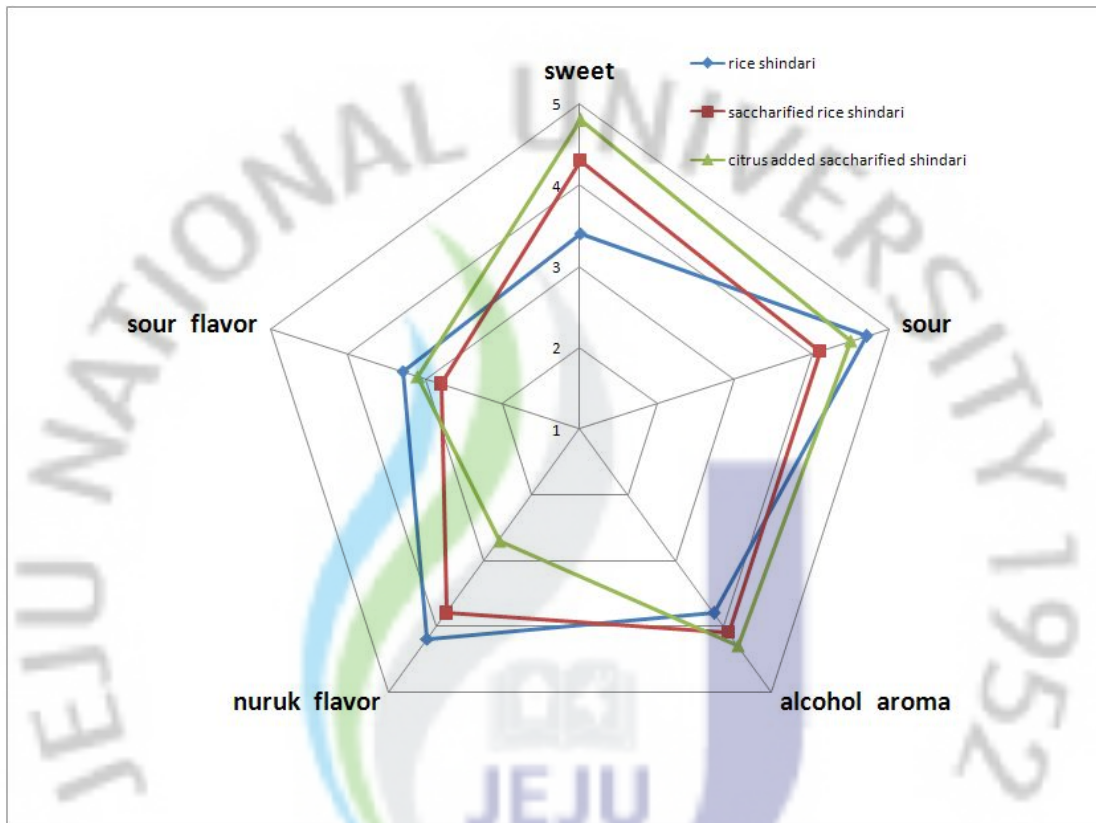 sweet
rice shindari
saccharified rice shindari
citrus added saccharified shindari
5
4
3
2
1
sour flavor
sour
nuruk flavor
alcohol aroma
JEJU NATIONAL UNIVERSITY 1952
JEJU